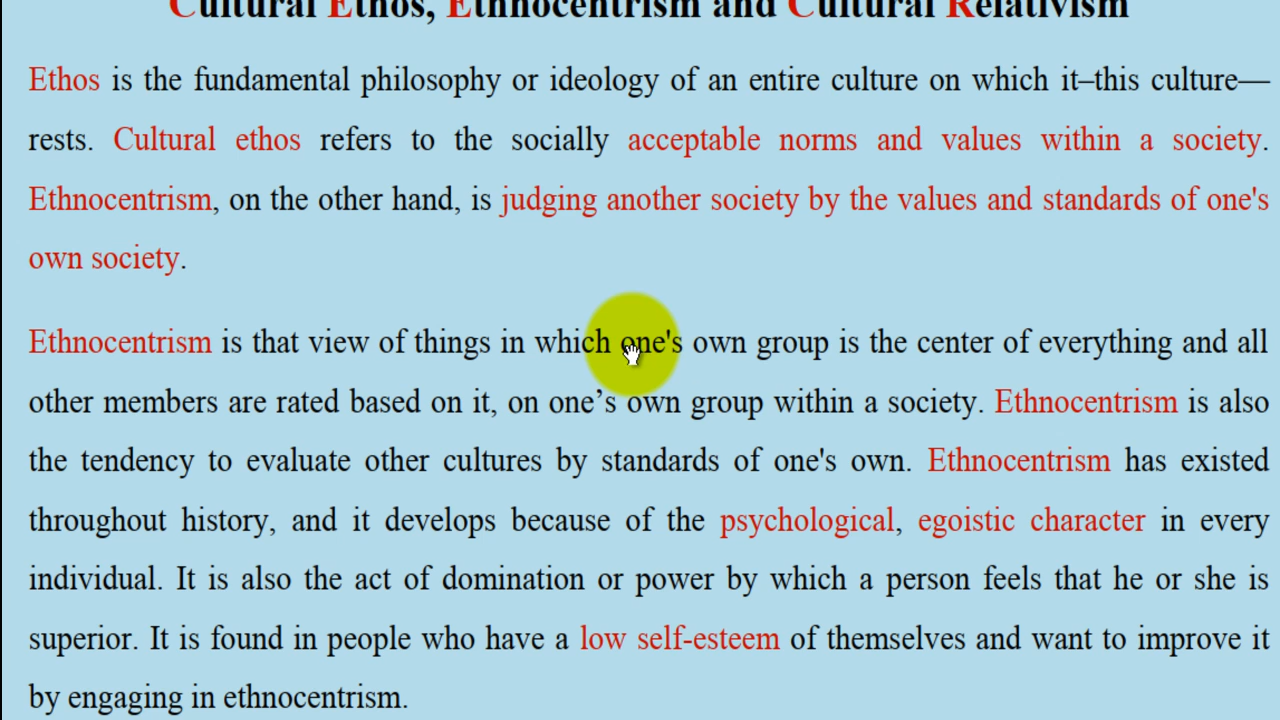 Cultural Ethos, Ethnocentrism and Cultural Relativism
Ethos is the fundamental philosophy or ideology of an entire culture on which it–this culture—
rests. Cultural ethos refers to the socially acceptable norms and values within a society.
Ethnocentrism, on the other hand, is judging another society by the values and standards of one's
own society.
Ethnocentrism is that view of things in which one's own group is the center of everything and all
other members are rated based on it, on one’s own group within a society. Ethnocentrism is also
the tendency to evaluate other cultures by standards of one's own. Ethnocentrism has existed
throughout history, and it develops because of the psychological, egoistic character in every
individual. It is also the act of domination or power by which a person feels that he or she is
superior. It is found in people who have a low self-esteem of themselves and want to improve it
by engaging in ethnocentrism.